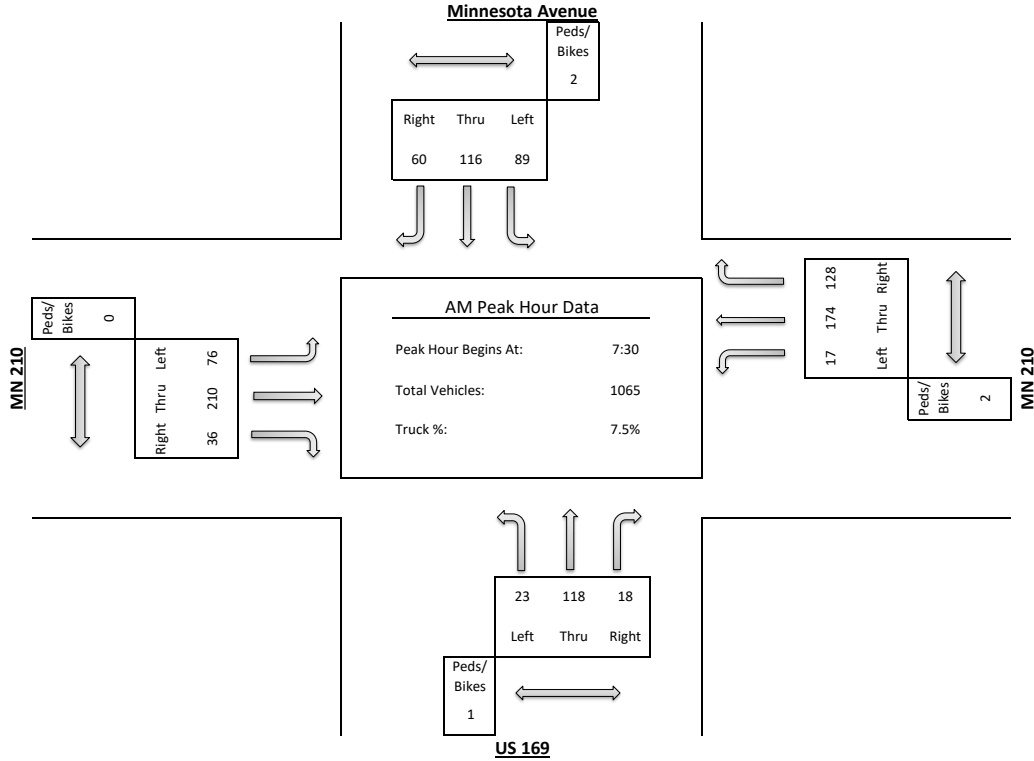 Minnesota Avenue
Peds/
Bikes
2
Right Thru Left
60 116 89
MN 210
Peds/
Bikes
0
Right Thru Left
36 210 76
AM Peak Hour Data
Peak Hour Begins At: 7:30
Total Vehicles: 1065
Truck %: 7.5%
17 174 128
Left Thru Right
Peds/
Bikes
2
MN 210
23 118 18
Left Thru Right
Peds/
Bikes
1
US 169